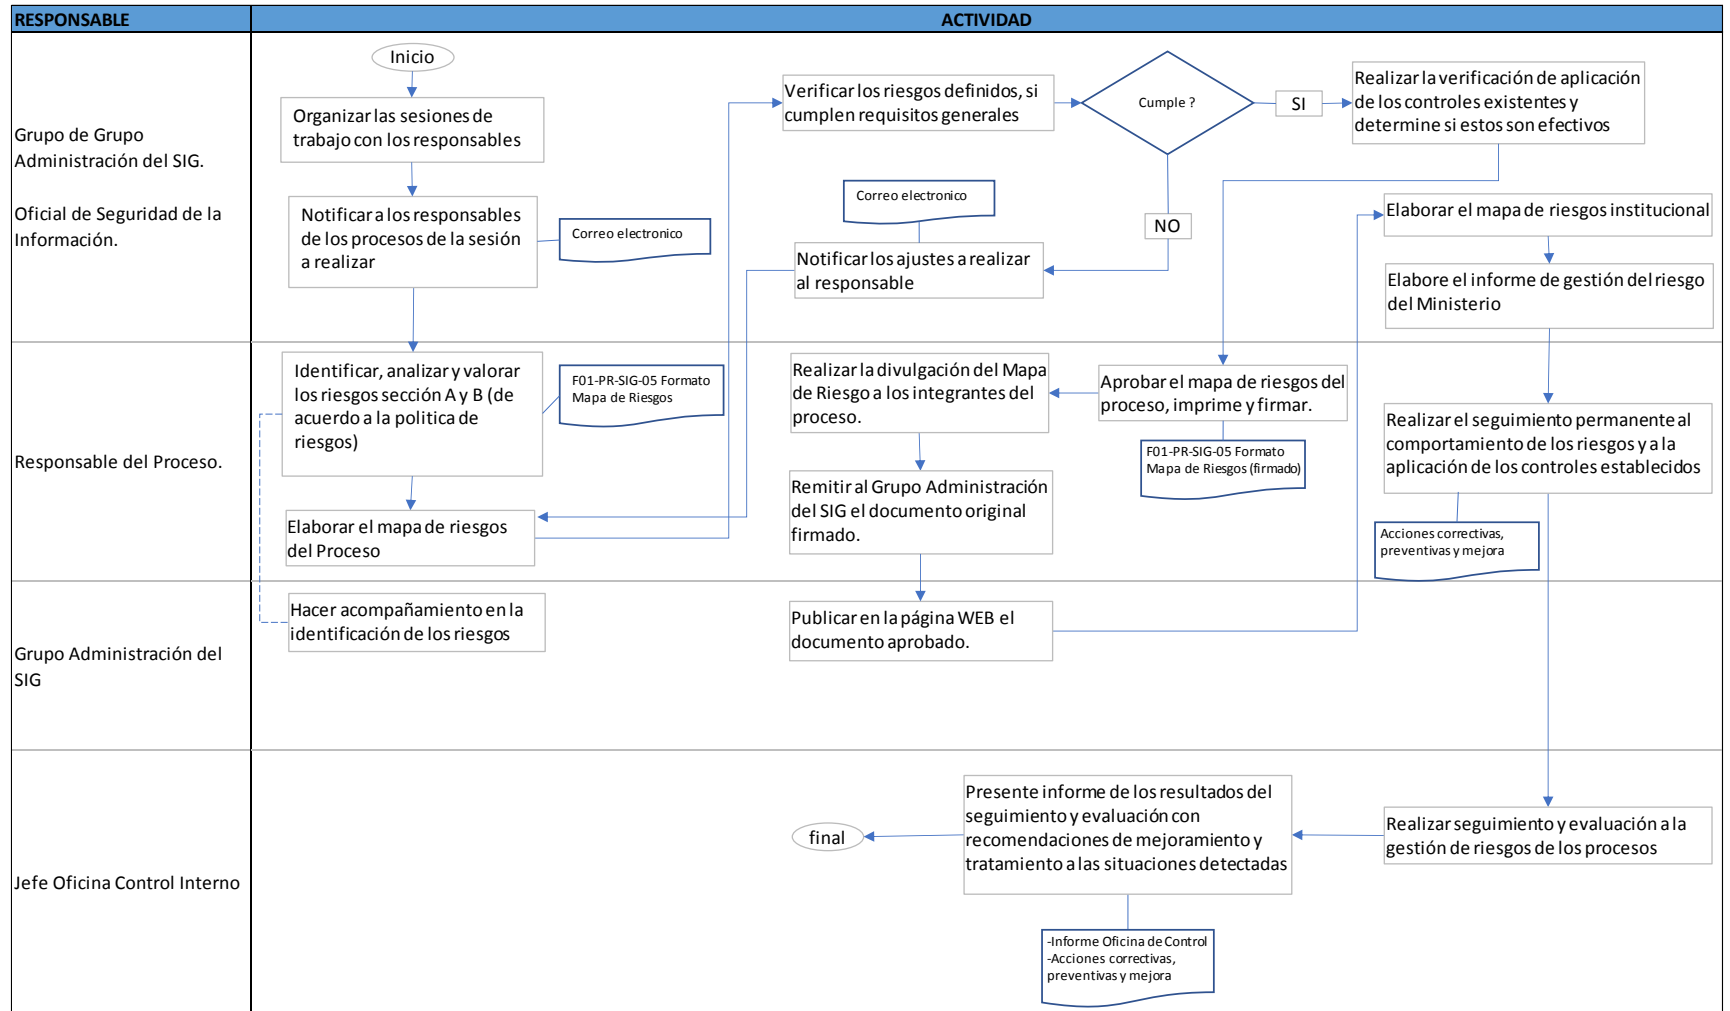 RESPONSABLE
ACTIVIDAD
Grupo de Grupo
Administración del SIG.
Oficial de Seguridad de la
Información.
Inicio
Organizar las sesiones de
trabajo con los responsables
Notificar a los responsables
de los procesos de la sesión
a realizar
Correo electronico
Verificar los riesgos definidos, si
cumplen requisitos generales
Cumple ?
SI
Realizar la verificación de aplicación
de los controles existentes y
determine si estos son efectivos
Correo electronico
NO
Notificar los ajustes a realizar
al responsable
Elaborar el mapa de riesgos institucional
Elabore el informe de gestión del riesgo
del Ministerio
Responsable del Proceso.
Identificar, analizar y valorar
los riesgos sección A y B (de
acuerdo a la politica de
riesgos)
F01-PR-SIG-05 Formato
Mapa de Riesgos
Elaborar el mapa de riesgos
del Proceso
Realizar la divulgación del Mapa
de Riesgo a los integrantes del
proceso.
Aprobar el mapa de riesgos del
proceso, imprime y firmar.
F01-PR-SIG-05 Formato
Mapa de Riesgos (firmado)
Remitir al Grupo Administración
del SIG el documento original
firmado.
Realizar el seguimiento permanente al
comportamiento de los riesgos y a la
aplicación de los controles establecidos
Acciones correctivas,
preventivas y mejora
Grupo Administración del
SIG
Hacer acompañamiento en la
identificación de los riesgos
Publicar en la página WEB el
documento aprobado.
Jefe Oficina Control Interno
final
Presente informe de los resultados del
seguimiento y evaluación con
recomendaciones de mejoramiento y
tratamiento a las situaciones detectadas
Realizar seguimiento y evaluación a la
gestión de riesgos de los procesos
-Informe Oficina de Control
-Acciones correctivas,
preventivas y mejora